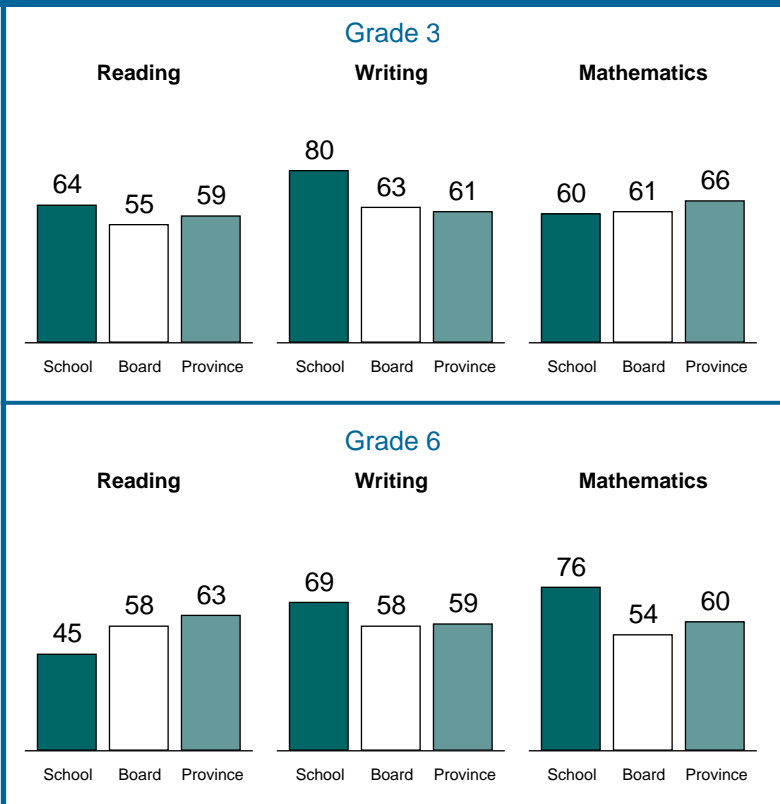 Grade 3
Reading Writing Mathematics
64 55 59 80 63 61 60 61 66
School Board Province School Board Province School Board Province
Grade 6
Reading Writing Mathematics
45 58 63 69 58 59 76 54 60
School Board Province School Board Province School Board Province